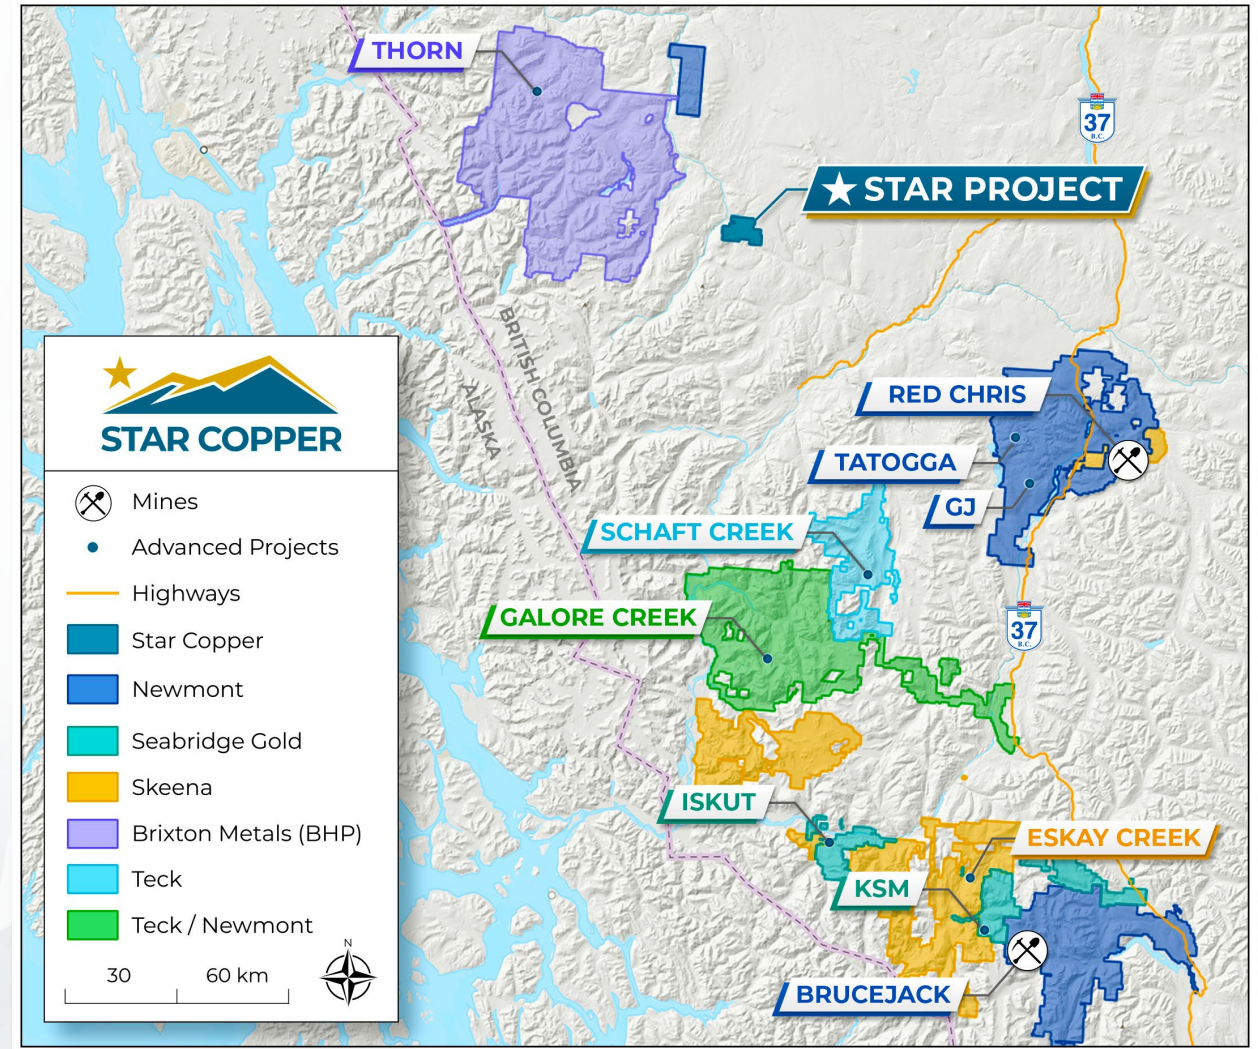 THORN
37
B.C.
STAR PROJECT
BRITISH COLUMBIA
ALASKA
RED CHRIS
TATOGGA
GJ
SCHAFT CREEK
GALORE CREEK
37
B.C.
ISKUT
ESKAY CREEK
KSM
BRUCEJACK
STAR COPPER
Mines
Advanced Projects
Highways
Star Copper
Newmont
Seabridge Gold
Skeena
Brixton Metals (BHP)
Teck
Teck / Newmont
30 60 km
N